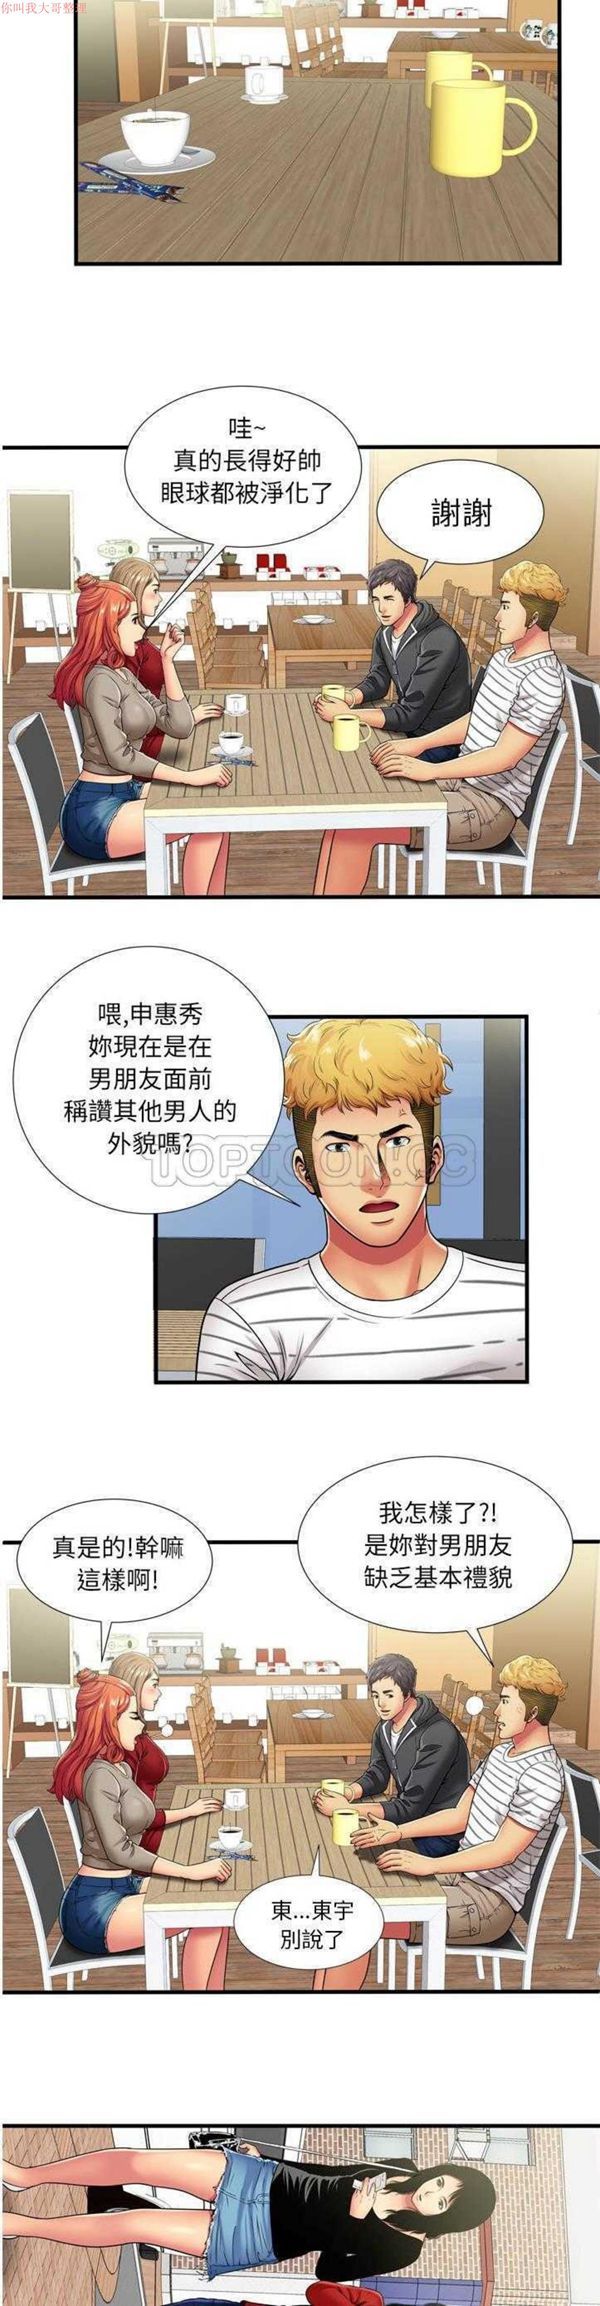 你叫我大哥整理
哇~
真的長得好帥
眼球都被淨化了
謝謝
喂,申惠秀
妳現在是在
男朋友面前
稱讚其他男人的
外貌嗎?
TOPTOON.CC
我怎樣了?!
是妳對男朋友
缺乏基本禮貌
真是的!幹嘛
這樣啊!
東...東宇
別說了